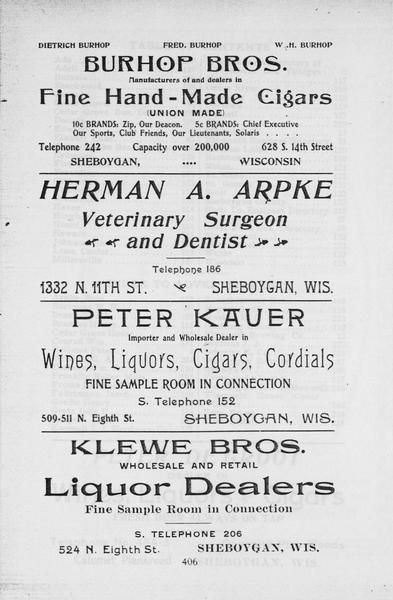 DIETRICH BURHOP FRED. BURHOP W. H. BURHOP
BURHOP BROS.
Manufacturers of and dealers in
Fine Hand-Made Cigars
(UNION MADE)
10c BRANDS: Zip, Our Deacon. 5c BRANDS: Chief Executive
Our Sports, Club Friends, Our Lieutenants, Solaris . . . .
Telephone 242 Capacity over 200,000 628 S. 14th Street
SHEBOYGAN, .... WISCONSIN
HERMAN A. ARPKE
Veterinary Surgeon
and Dentist
Telephone 186
1332 N. 11TH ST. SHEBOYGAN, WIS.
PETER KAUER
Importer and Wholesale Dealer in
Wines, Liquors, Cigars, Cordials
FINE SAMPLE ROOM IN CONNECTION
S. Telephone 152
509-511 N. Eighth St. SHEBOYGAN, WIS.
KLEWE BROS.
WHOLESALE AND RETAIL
Liquor Dealers
Fine Sample Room in Connection
S. TELEPHONE 206
524 N. Eighth St. SHEBOYGAN, WIS.
406